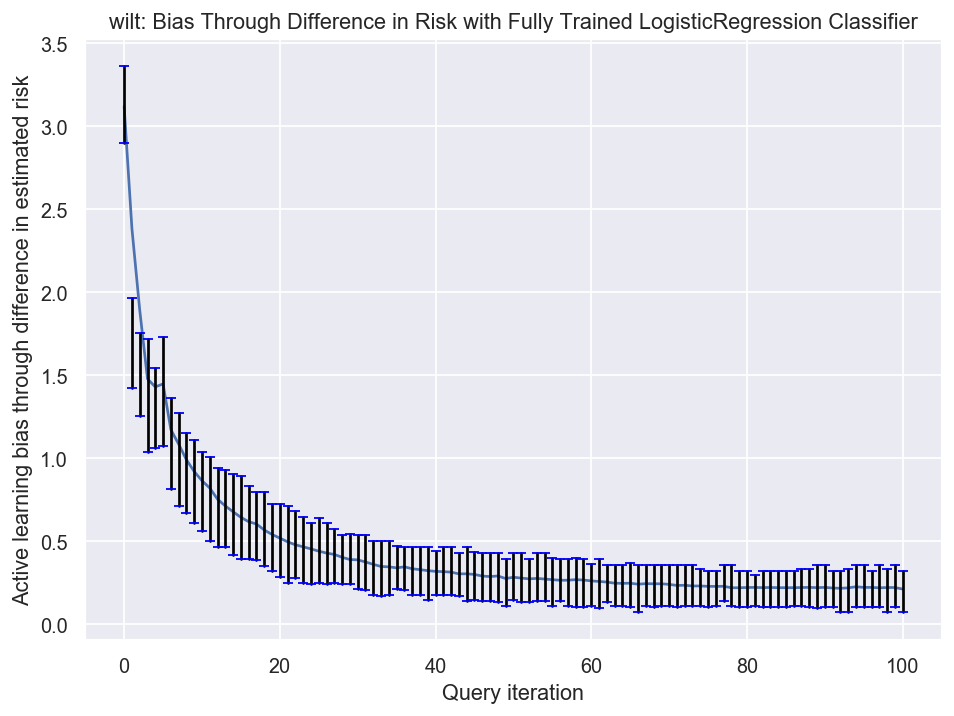 wilt: Bias Through Difference in Risk with Fully Trained LogisticRegression Classifier
Active learning bias through difference in estimated risk
3.5
3.0
2.5
2.0
1.5
1.0
0.5
0.0
0 20 40 60 80 100
Query iteration